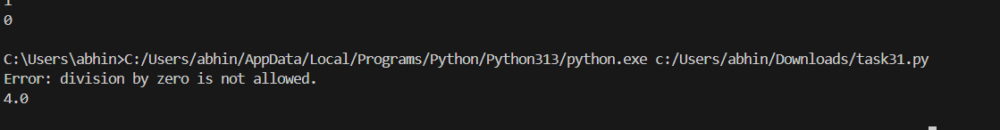 0
C:\Users\abhin>C:/Users/abhin/AppData/Local/Programs/Python/Python313/python.exe c:/Users/abhin/Downloads/task31.py
Error: division by zero is not allowed.
4.0